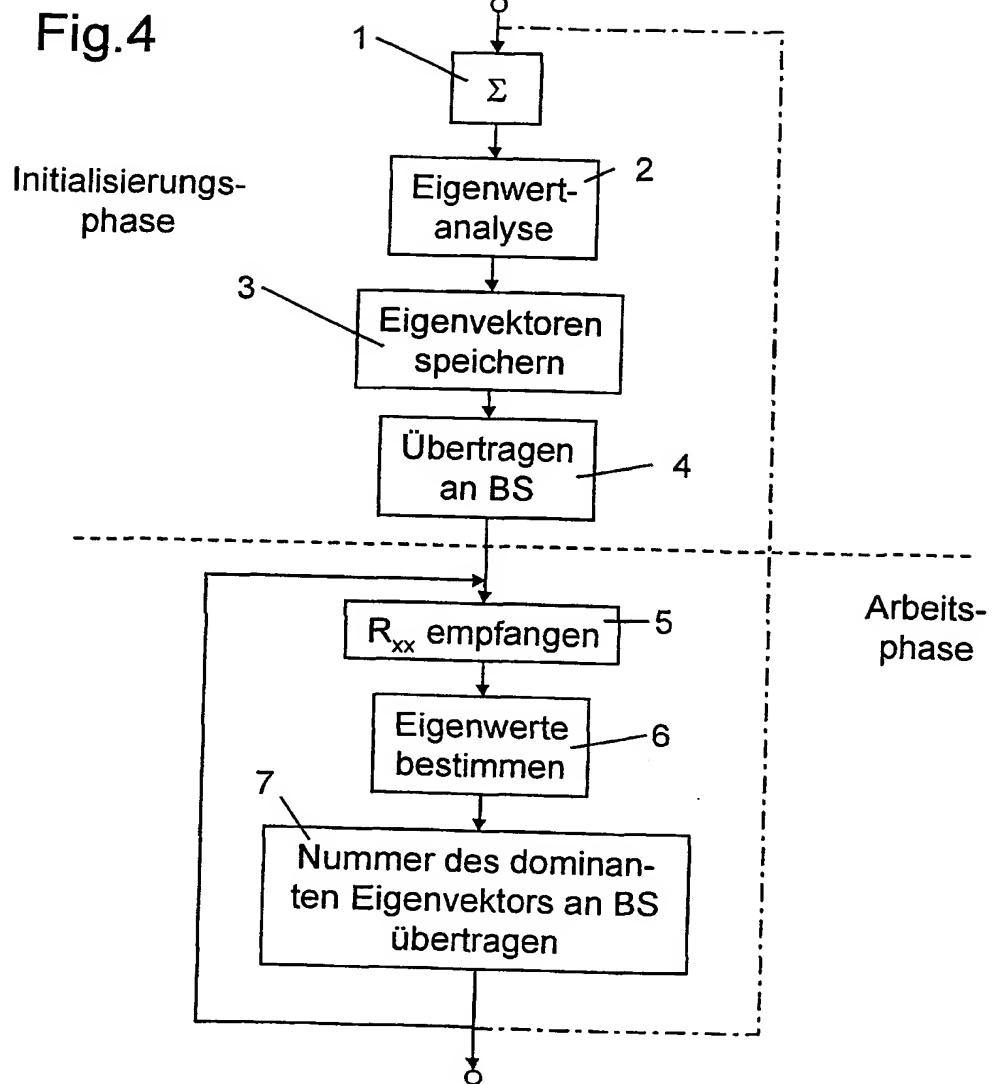 Fig.4
1
Σ
Initialisierungs-
phase
2
Eigenwert-
analyse
3
Eigenvektoren
speichern
Übertragen
an BS
4
Rxx empfangen
5
Arbeits-
phase
Eigenwerte
bestimmen
6
7
Nummer des dominan-
ten Eigenvektors an BS
übertragen